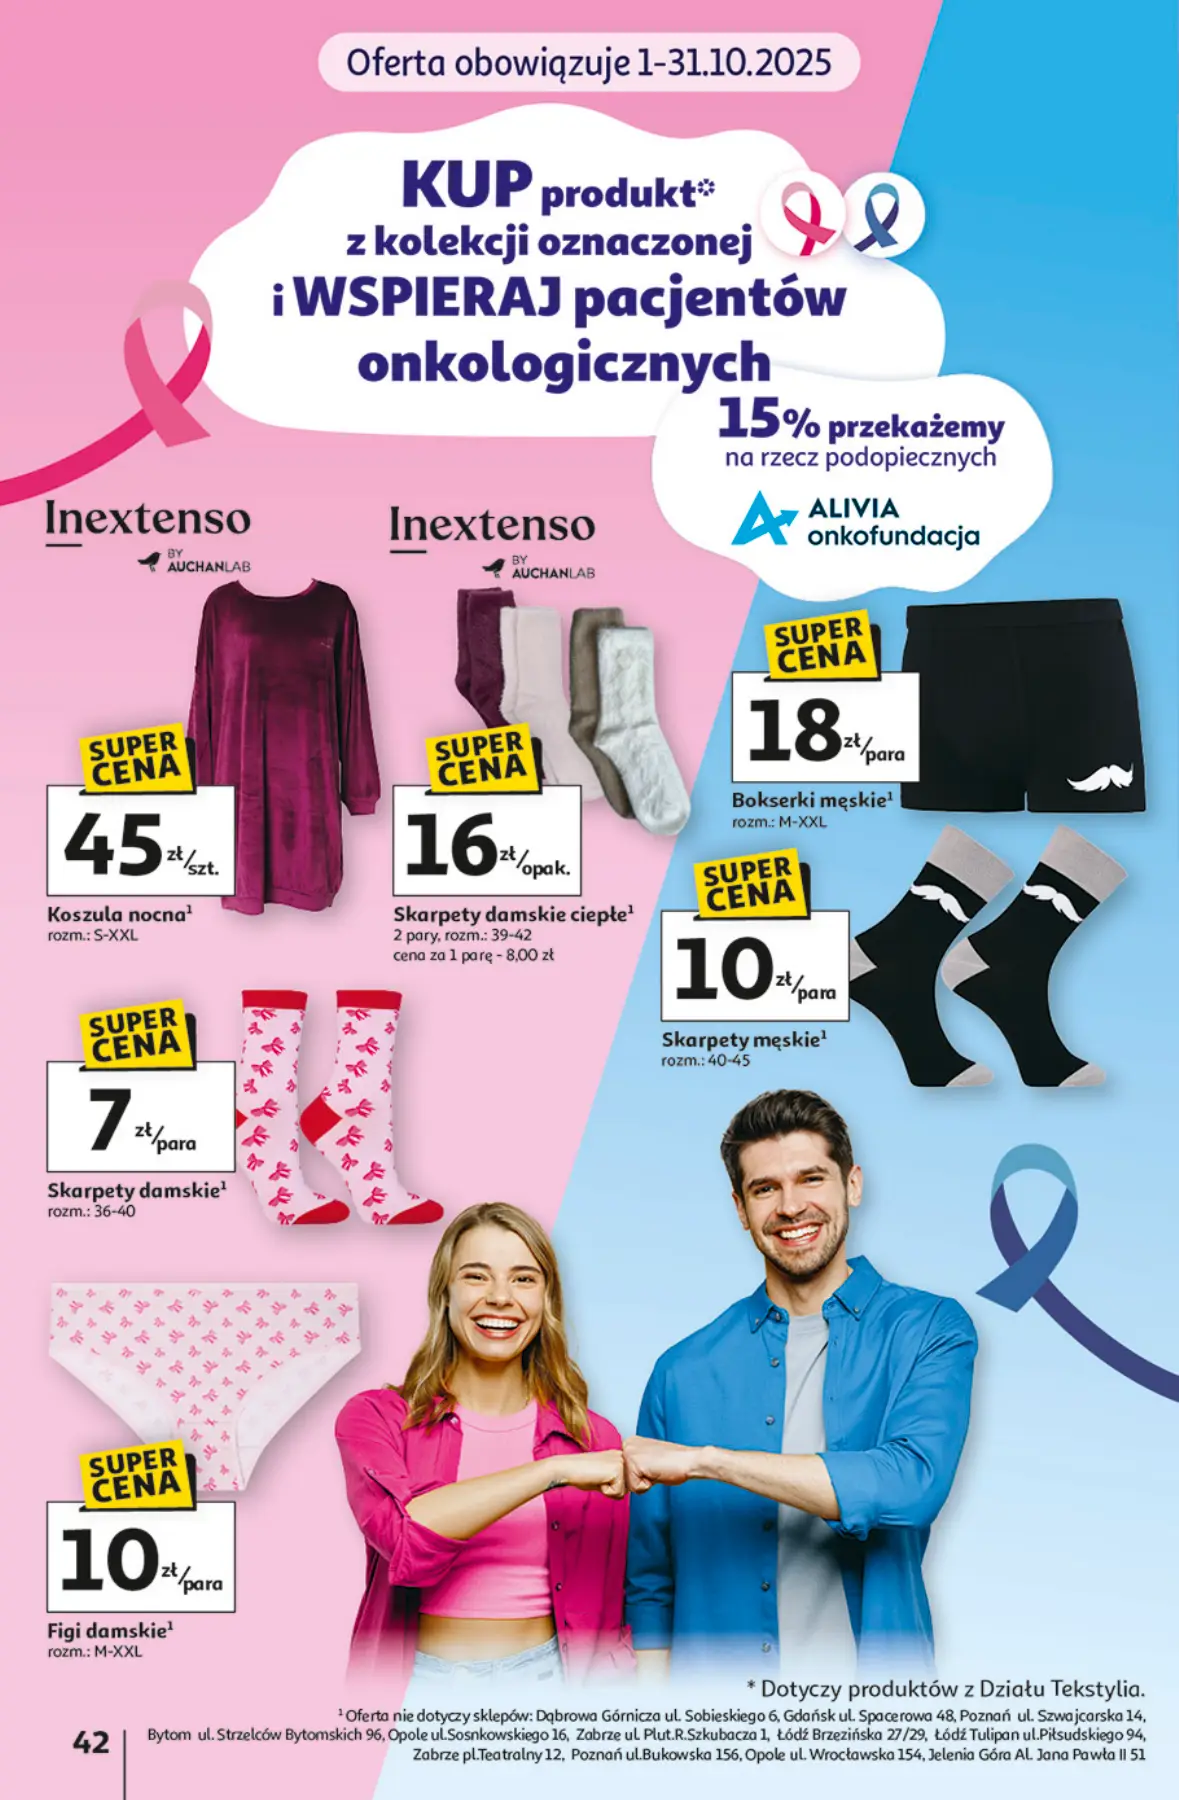 Oferta obowiązuje 1-31.10.2025
KUP produkt*
z kolekcji oznaczonej
i WSPIERAJ pacjentów
onkologicznych
15% przekażemy
na rzecz podopiecznych
ALIVIA
onkofundacja
Inextenso
BY
AUCHANLAB
Inextenso
BY
AUCHANLAB
SUPER
CENA
45 zł/szt.
Koszula nocna¹
rozm.: S-XXL
SUPER
CENA
16 zł/opak.
Skarpety damskie ciepłe¹
2 pary, rozm.: 39-42
cena za 1 parę - 8,00 zł
SUPER
CENA
18 zł/para
Bokserki męskie¹
rozm.: M-XXL
SUPER
CENA
10 zł/para
Skarpety męskie¹
rozm.: 40-45
SUPER
CENA
7 zł/para
Skarpety damskie¹
rozm.: 36-40
SUPER
CENA
10 zł/para
Figi damskie¹
rozm.: M-XXL
* Dotyczy produktów z Działu Tekstylia.
¹ Oferta nie dotyczy sklepów: Dąbrowa Górnicza ul. Sobieskiego 6, Gdańsk ul. Spacerowa 48, Poznań ul. Szwajcarska 14,
Bytom ul. Strzelców Bytomskich 96, Opole ul.Sosnkowskiego 16, Zabrze ul. Plut.R.Szkubacza 1, Łódź Brzezińska 27/29, Łódź Tulipan ul.Piłsudskiego 94,
Zabrze pl.Teatralny 12, Poznań ul.Bukowska 156, Opole ul. Wrocławska 154, Jelenia Góra Al. Jana Pawła II 51
42